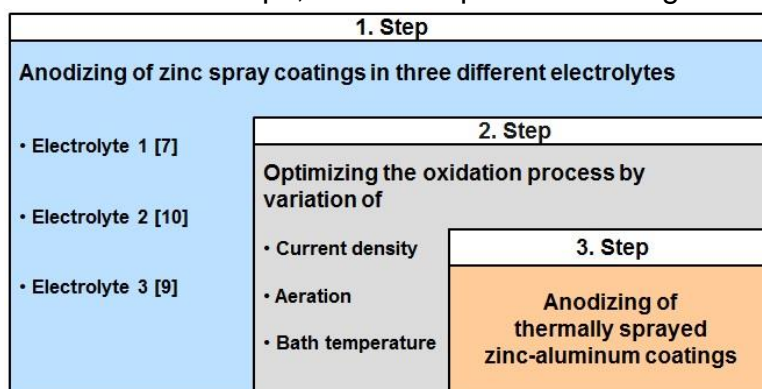 1. Step
Anodizing of zinc spray coatings in three different electrolytes
• Electrolyte 1 [7]
• Electrolyte 2 [10]
• Electrolyte 3 [9]
2. Step
Optimizing the oxidation process by
variation of
• Current density
• Aeration
• Bath temperature
3. Step
Anodizing of
thermally sprayed
zinc-aluminum coatings